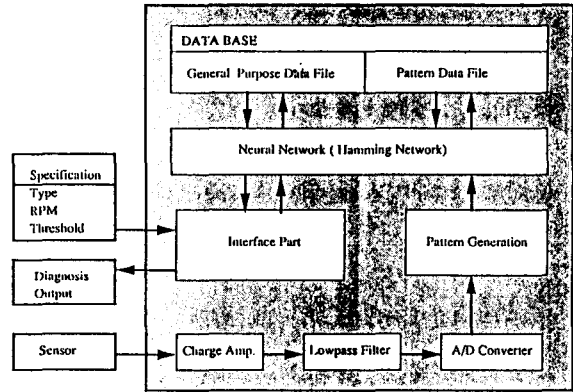 DATA BASE
General Purpose Data File
Pattern Data File
Neural Network ( Hamming Network)
Specification
Type
RPM
Threshold
Interface Part
Pattern Generation
Diagnosis
Output
Sensor
Charge Amp.
Lowpass Filter
A/D Converter